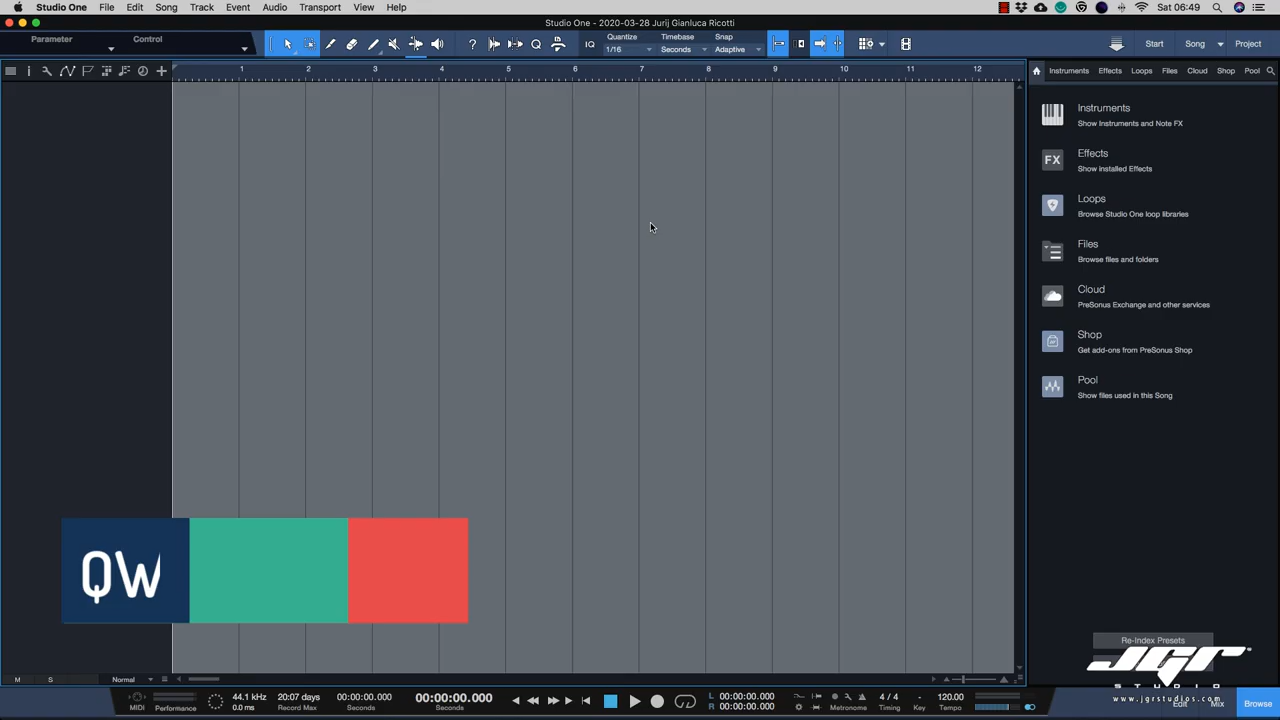 Studio One File Edit Song Track Event Audio Transport View Help Sat 06:49
Studio One - 2020-03-28 Jurij Gianluca Ricotti
Parameter Control
IQ Quantize 1/16 Timebase Seconds Snap Adaptive
Start Song Project
1 2 3 4 5 6 7 8 9 10 11 12
Instruments Effects Loops Files Cloud Shop Pool
Instruments
Show Instruments and Note FX
FX
Effects
Show installed Effects
Loops
Browse Studio One loop libraries
Files
Browse files and folders
Cloud
PreSonus Exchange and other services
Shop
Get add-ons from PreSonus Shop
Pool
Show files used in this Song
QW
Re-Index Presets
JGR
STUDIO
www.jgrstudios.com
M S Normal
MIDI Performance
44.1 kHz
0.0 ms
20:07 days
Record Max
00:00:00.000
Seconds
00:00:00.000
Seconds
L 00:00:00.000
R 00:00:00.000
Metronome
4 / 4
Timing
-
Key
120.00
Tempo
Edit Mix Browse